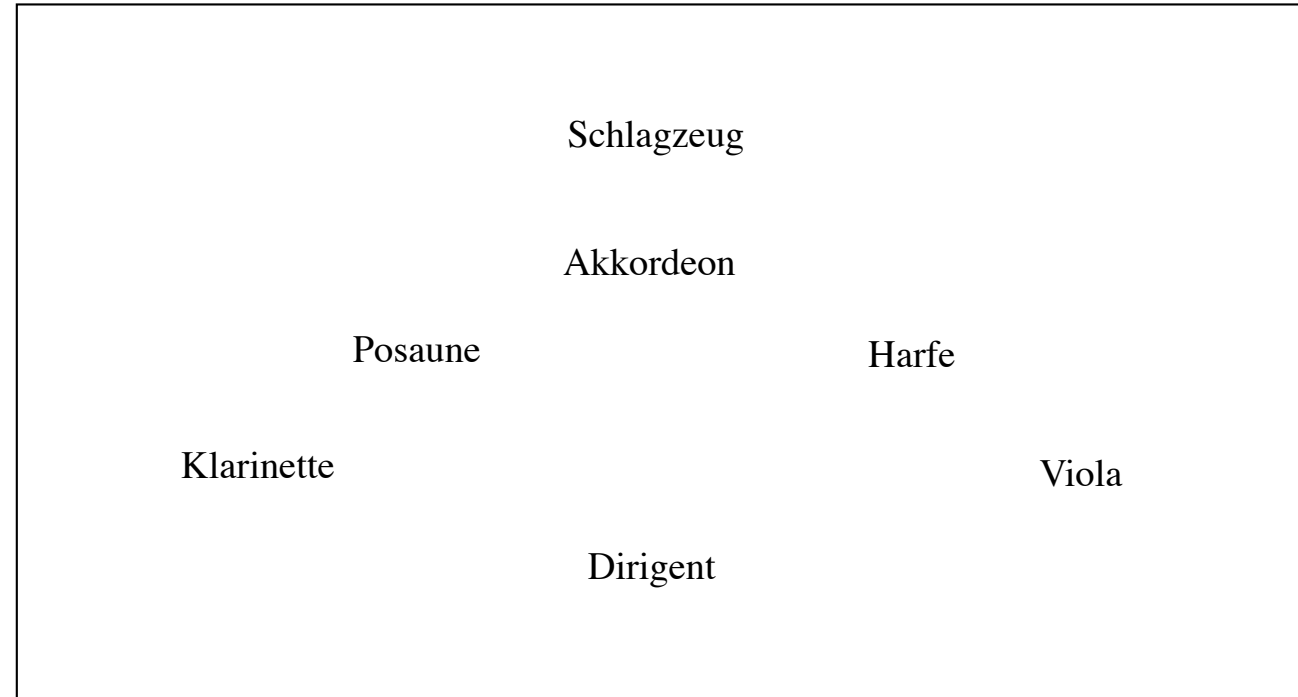 Schlagzeug
Akkordeon
Posaune
Harfe
Klarinette
Viola
Dirigent